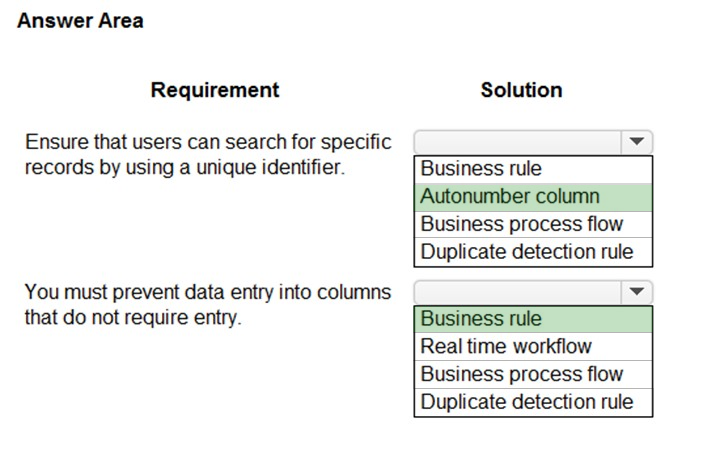 Answer Area
Requirement Solution
Ensure that users can search for specific
records by using a unique identifier.
Business rule
Autonumber column
Business process flow
Duplicate detection rule
You must prevent data entry into columns
that do not require entry.
Business rule
Real time workflow
Business process flow
Duplicate detection rule